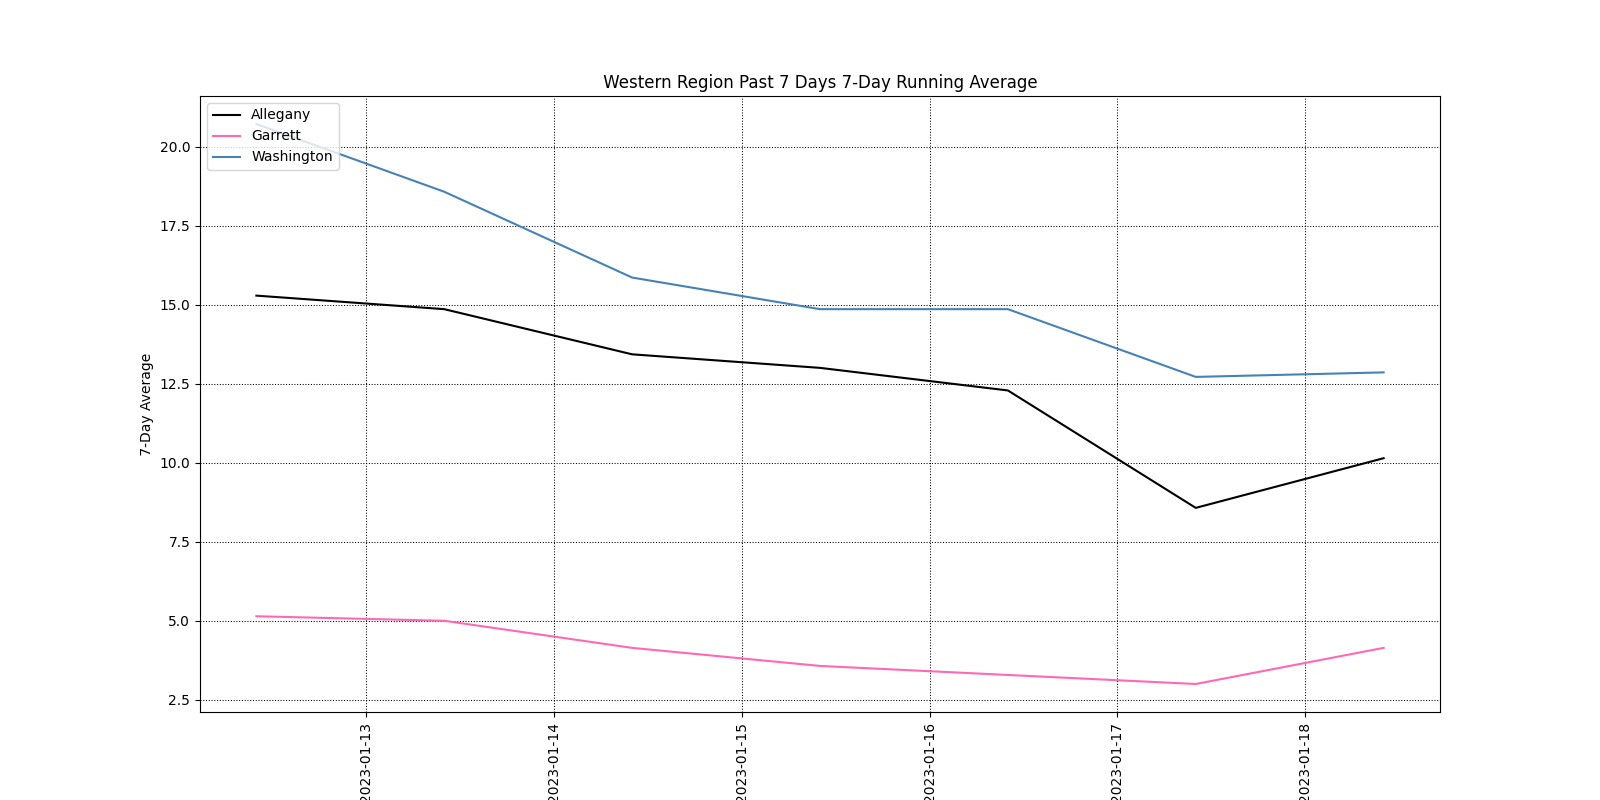 Western Region Past 7 Days 7-Day Running Average
Allegany
Garrett
Washington
20.0
17.5
15.0
12.5
10.0
7.5
5.0
2.5
7-Day Average
2023-01-13
2023-01-14
2023-01-15
2023-01-16
2023-01-17
2023-01-18